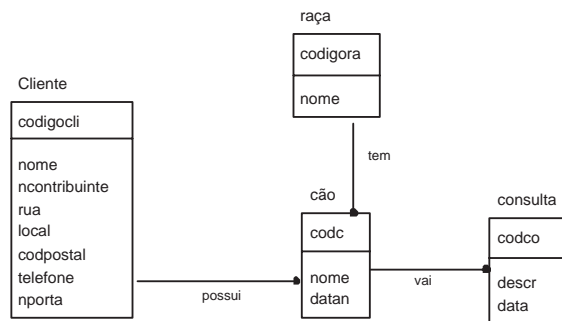 raça
codigora
nome
Cliente
codigocli
nome
ncontribuinte
rua
local
codpostal
telefone
nporta
tem
possui
cão
codc
nome
datan
vai
consulta
codco
descr
data